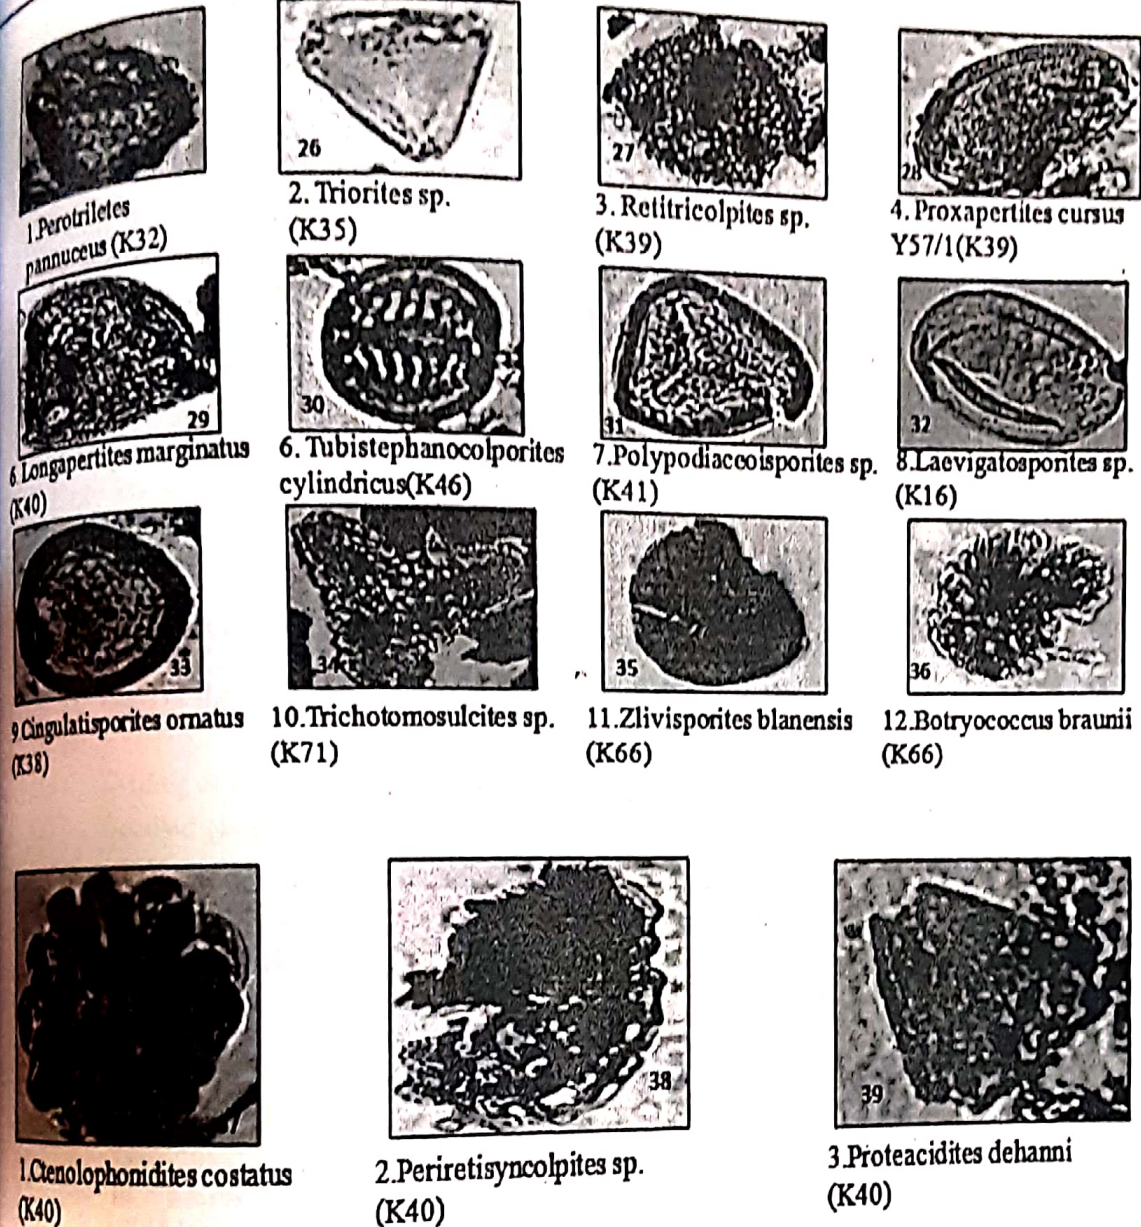 26
27
28
1.Perotriletes
pannuceus (K32)
2. Triorites sp.
(K35)
3. Retitricolpites sp.
(K39)
4. Proxapertites cursus
Y57/1(K39)
29
30
31
32
6 Longapertites marginatus
(K40)
6. Tubistephanocolporites
cylindricus(K46)
7.Polypodiaceoisporites sp.
(K41)
8.Laevigatosporites sp.
(K16)
33
34
35
36
9 Cingulatisporites ornatus
(K38)
10.Trichotomosulcites sp.
(K71)
11.Zlivisporites blanensis
(K66)
12.Botryococcus braunii
(K66)
38
39
1.Ctenolophonidites costatus
(K40)
2.Periretisyncolpites sp.
(K40)
3.Proteacidites dehanni
(K40)